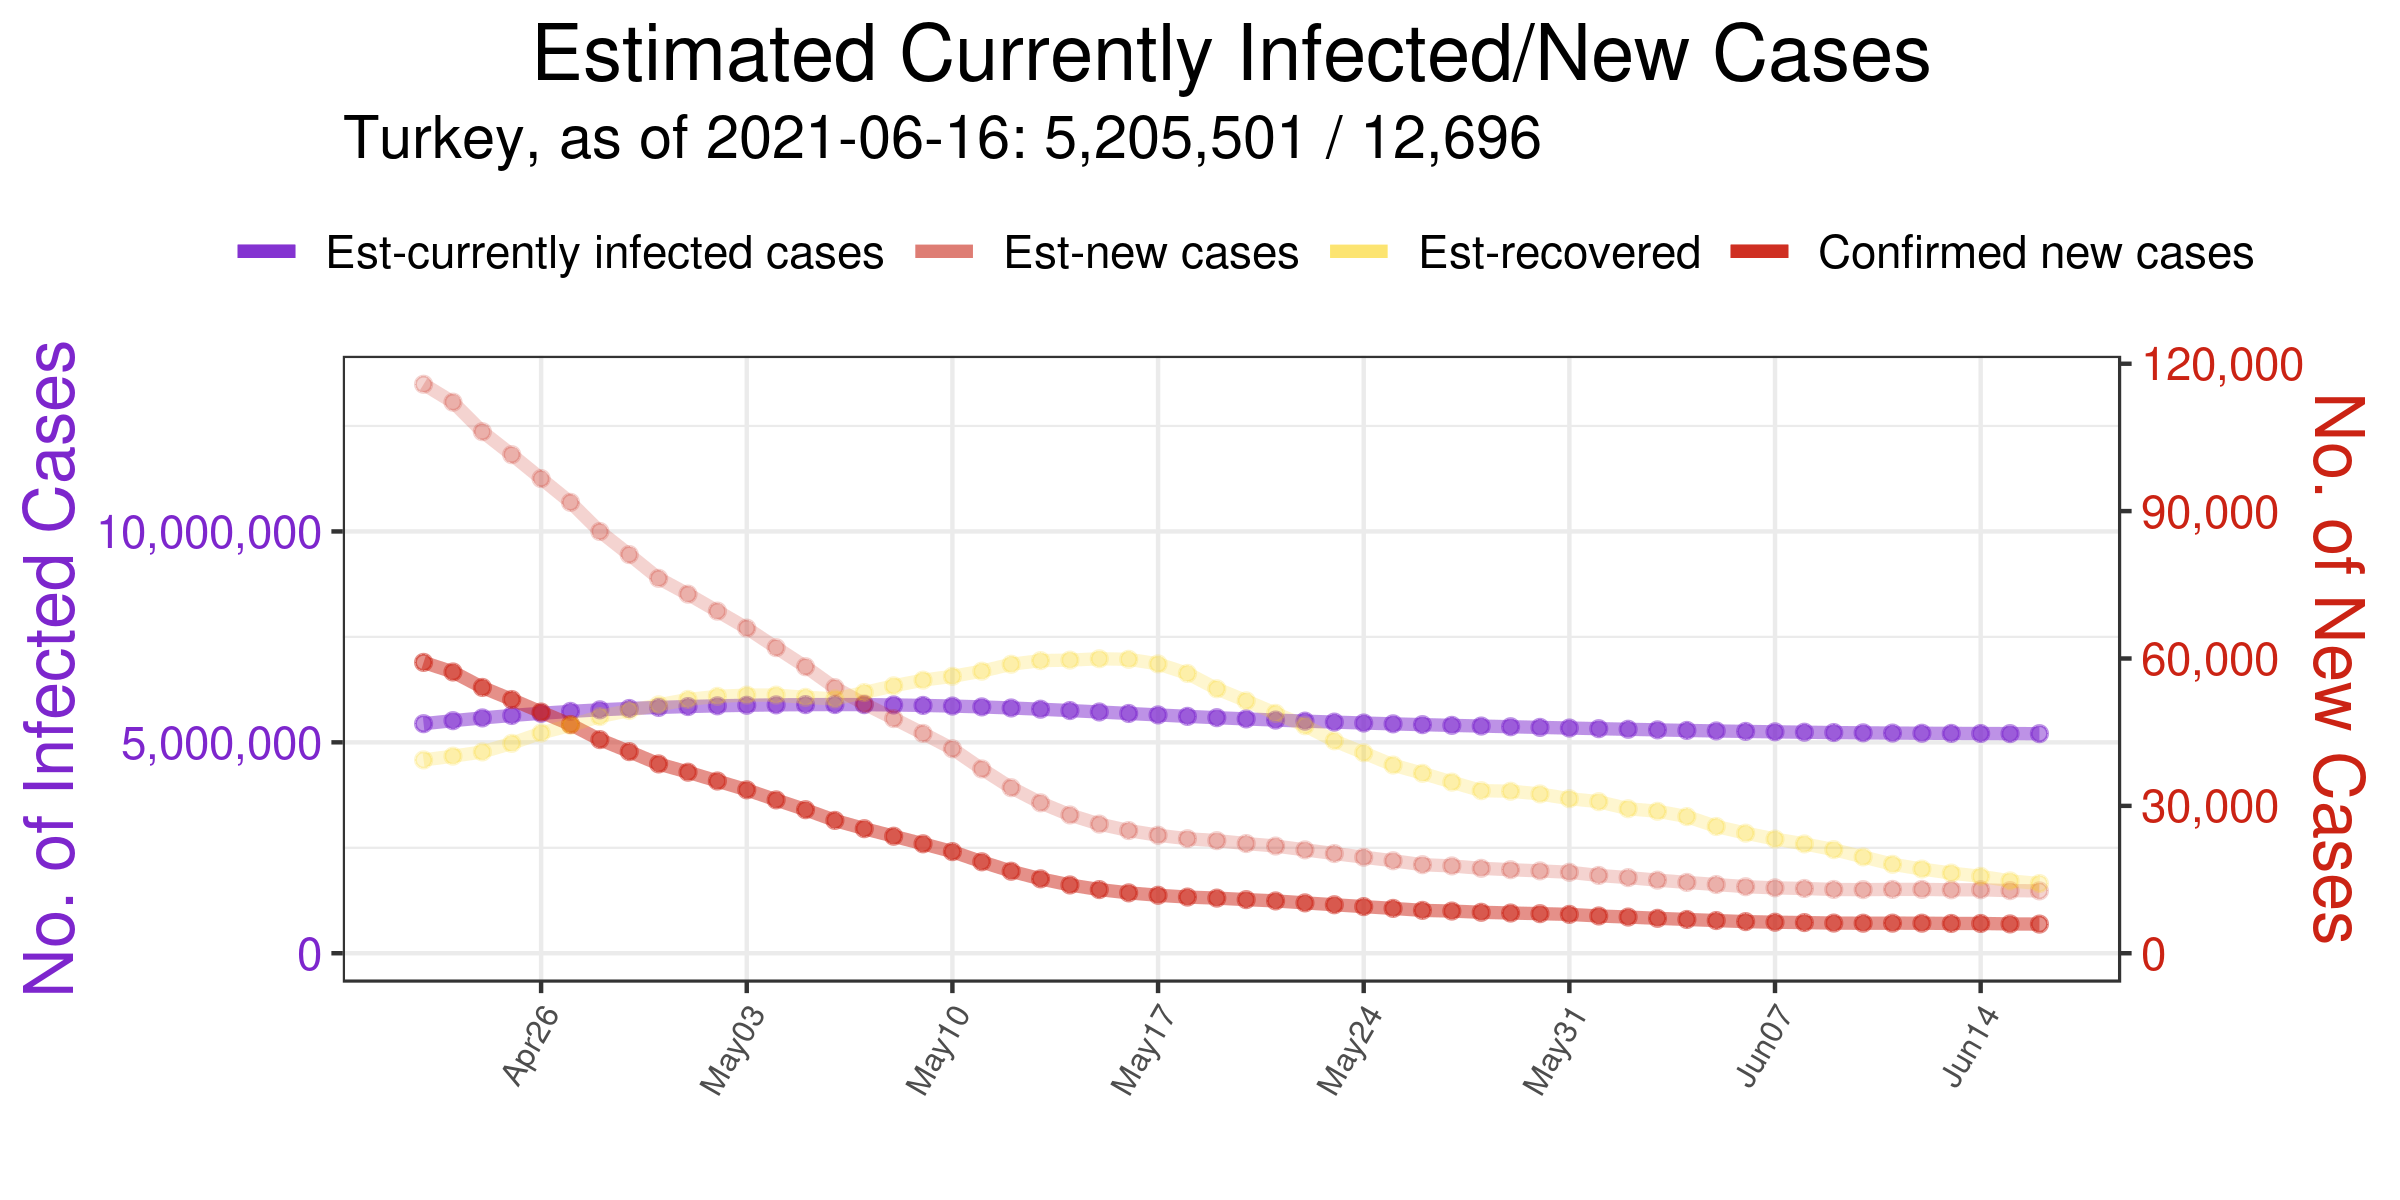 Estimated Currently Infected/New Cases
Turkey, as of 2021-06-16: 5,205,501 / 12,696
Est-currently infected cases Est-new cases Est-recovered Confirmed new cases
No. of Infected Cases
10,000,000
5,000,000
0
120,000
90,000
60,000
30,000
0
No. of New Cases
Apr26 May03 May10 May17 May24 May31 Jun07 Jun14